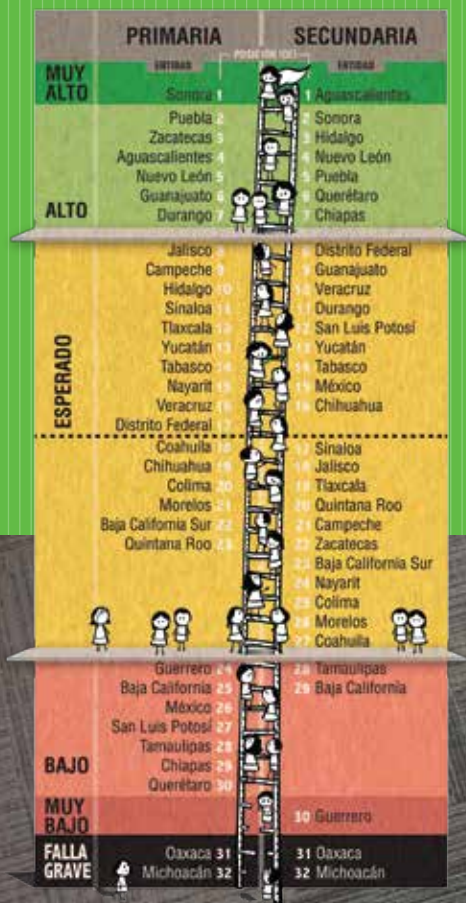 PRIMARIA SECUNDARIA
POSICIÓN IDEI
ENTIDAD ENTIDAD
MUY ALTO
Sonora 1 1 Aguascalientes
Puebla 2 2 Sonora
Zacatecas 3 3 Hidalgo
Aguascalientes 4 4 Nuevo León
Nuevo León 5 5 Puebla
Guanajuato 6 6 Querétaro
ALTO
Durango 7 7 Chiapas
Jalisco 8 8 Distrito Federal
Campeche 9 9 Guanajuato
Hidalgo 10 10 Veracruz
Sinaloa 11 11 Durango
Tlaxcala 12 12 San Luis Potosí
Yucatán 13 13 Yucatán
Tabasco 14 14 Tabasco
ESPERADO
Nayarit 15 15 México
Veracruz 16 16 Chihuahua
Distrito Federal 17
Coahuila 18 17 Sinaloa
Chihuahua 19 18 Jalisco
Colima 20 19 Tlaxcala
Morelos 21 20 Quintana Roo
Baja California Sur 22 21 Campeche
Quintana Roo 23 22 Zacatecas
23 Baja California Sur
24 Nayarit
25 Colima
26 Morelos
27 Coahuila
Guerrero 24 28 Tamaulipas
Baja California 25 29 Baja California
México 26
San Luis Potosí 27
Tamaulipas 28
BAJO
Chiapas 29
Querétaro 30
MUY BAJO
30 Guerrero
FALLA GRAVE
Oaxaca 31 31 Oaxaca
Michoacán 32 32 Michoacán